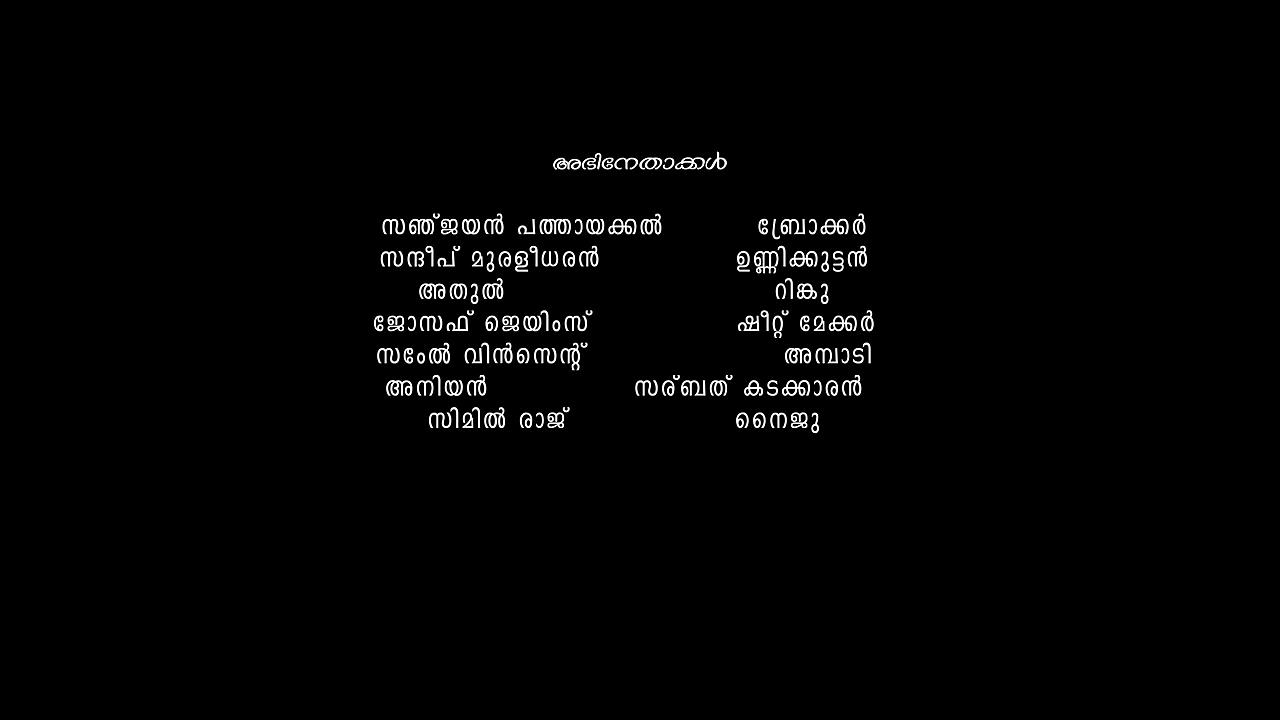 അഭിനേതാക്കൾ
സഞ്ജയൻ പത്തായക്കൽ ബ്രോക്കർ
സന്ദീപ് മുരളീധരൻ ഉണ്ണിക്കുട്ടൻ
അതുൽ റിങ്കു
ജോസഫ് ജെയിംസ് ഷീറ്റ് മേക്കർ
സംേൽ വിൻസെന്റ് അമ്പാടി
അനിയൻ സര്ബത് കടക്കാരൻ
സിമിൽ രാജ് നൈജു